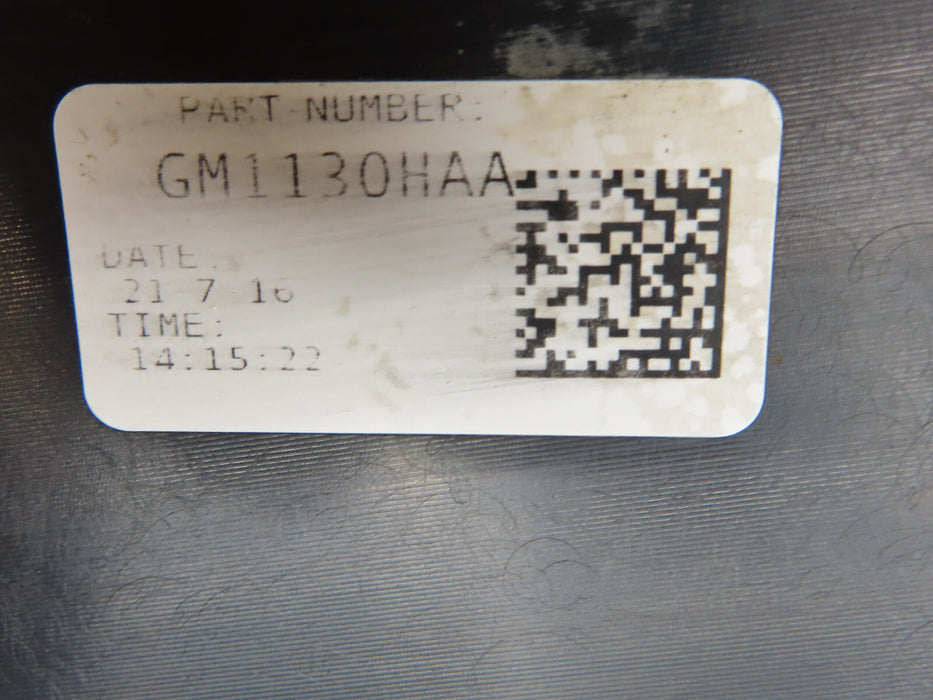 PART-NUMBER:
GM1130HAA
DATE:
21 7 16
TIME:
14:15:22